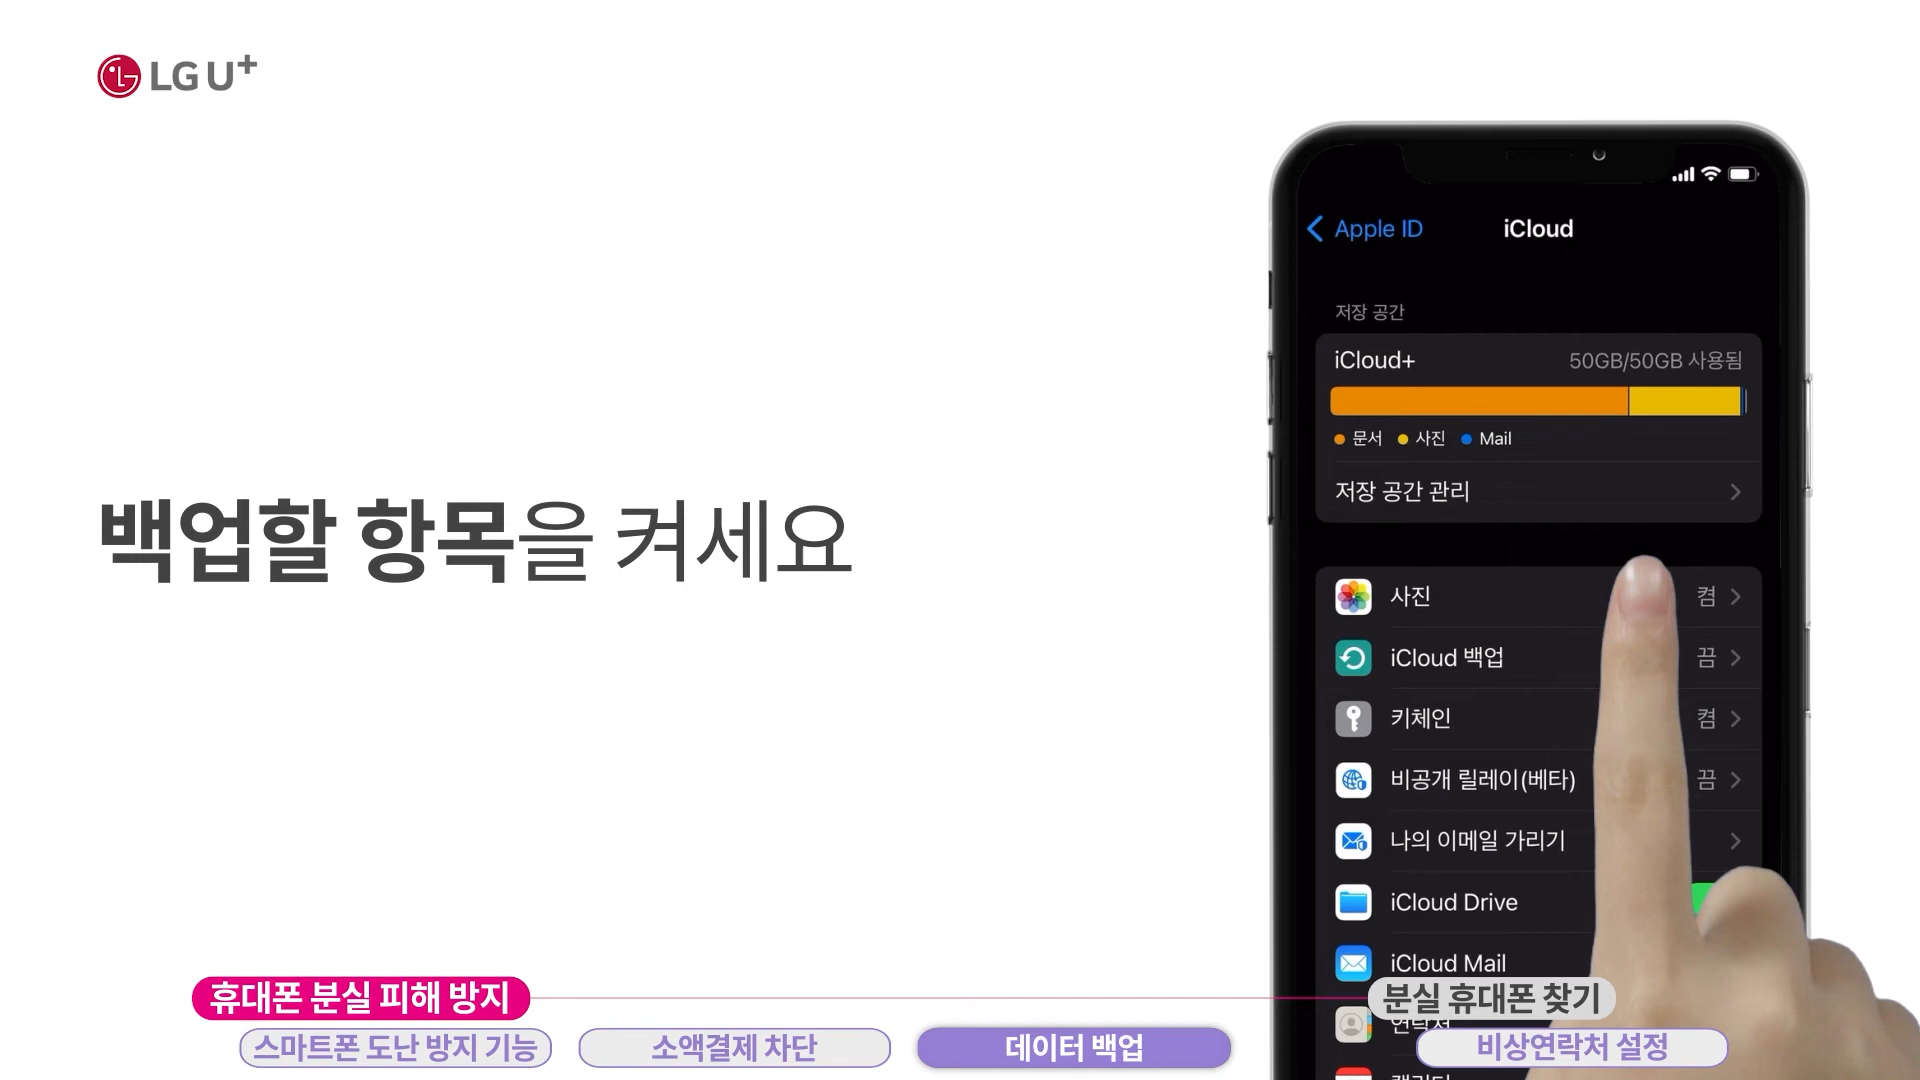 LG U+
Apple ID
iCloud
저장 공간
iCloud+
50GB/50GB 사용됨
문서
사진
Mail
저장 공간 관리
백업할 항목을 켜세요
사진
켬
iCloud 백업
끔
키체인
켬
비공개 릴레이(베타)
끔
나의 이메일 가리기
iCloud Drive
iCloud Mail
휴대폰 분실 피해 방지
분실 휴대폰 찾기
스마트폰 도난 방지 기능
소액결제 차단
데이터 백업
비상연락처 설정